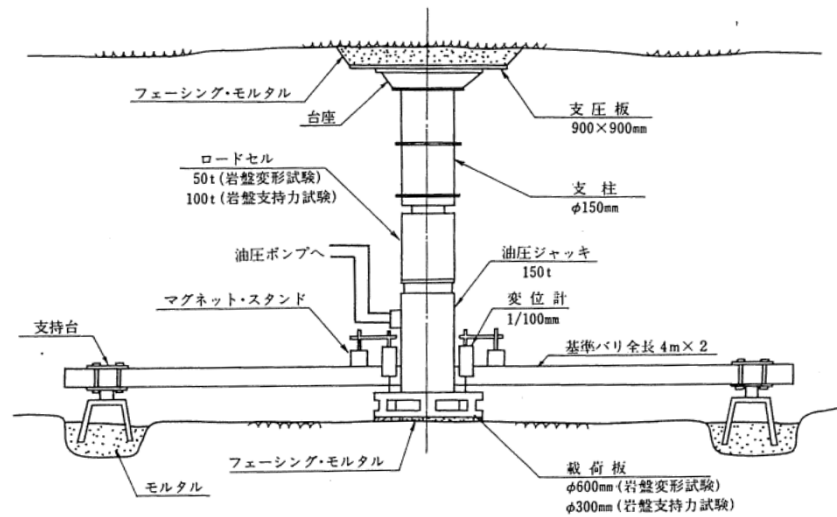 フェーシング・モルタル
台座
支圧板
900×900mm
ロードセル
50t(岩盤変形試験)
100t(岩盤支持力試験)
支柱
φ150mm
油圧ポンプへ
油圧ジャッキ
150t
マグネット・スタンド
変位計
1/100mm
支持台
基準バリ全長4m×2
フェーシング・モルタル
モルタル
載荷板
φ600mm(岩盤変形試験)
φ300mm(岩盤支持力試験)